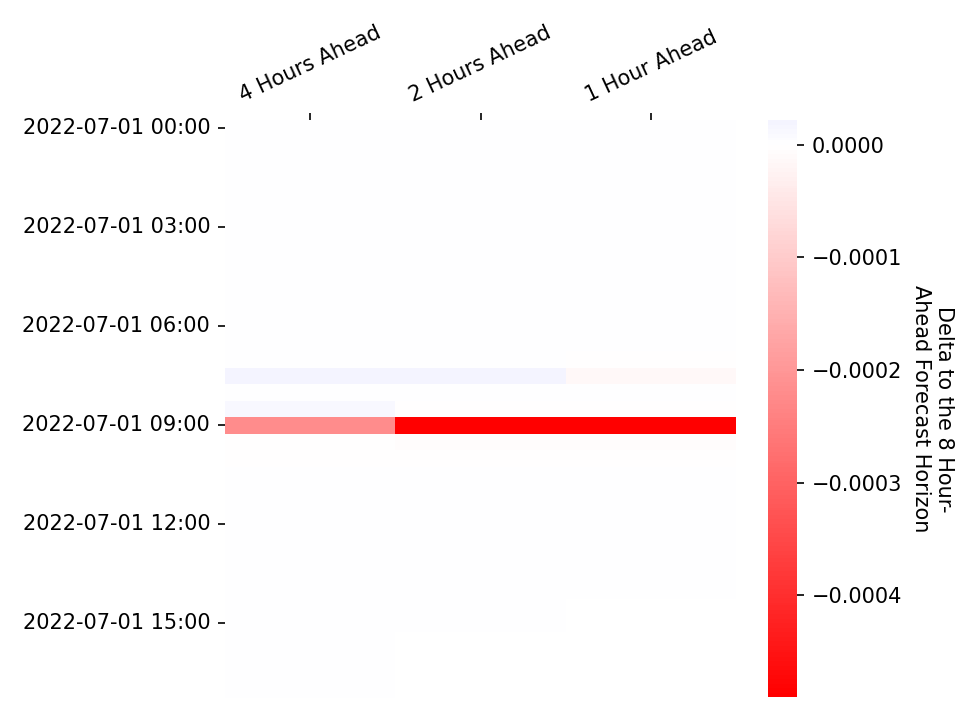 4 Hours Ahead
2 Hours Ahead
1 Hour Ahead
2022-07-01 00:00
2022-07-01 03:00
2022-07-01 06:00
2022-07-01 09:00
2022-07-01 12:00
2022-07-01 15:00
0.0000
−0.0001
−0.0002
−0.0003
−0.0004
Delta to the 8 Hour-
Ahead Forecast Horizon